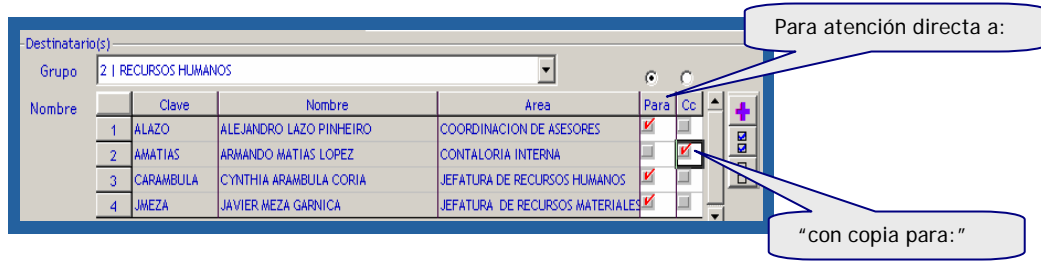 Para atención directa a:
Destinatario(s)
Grupo 2 | RECURSOS HUMANOS
Nombre Clave Nombre Area Para Cc
1 ALAZO ALEJANDRO LAZO PINHEIRO COORDINACION DE ASESORES
2 AMATIAS ARMANDO MATIAS LOPEZ CONTALORIA INTERNA
3 CARAMBULA CYNTHIA ARAMBULA CORIA JEFATURA DE RECURSOS HUMANOS
4 JMEZA JAVIER MEZA GARNICA JEFATURA DE RECURSOS MATERIALES
“con copia para:”